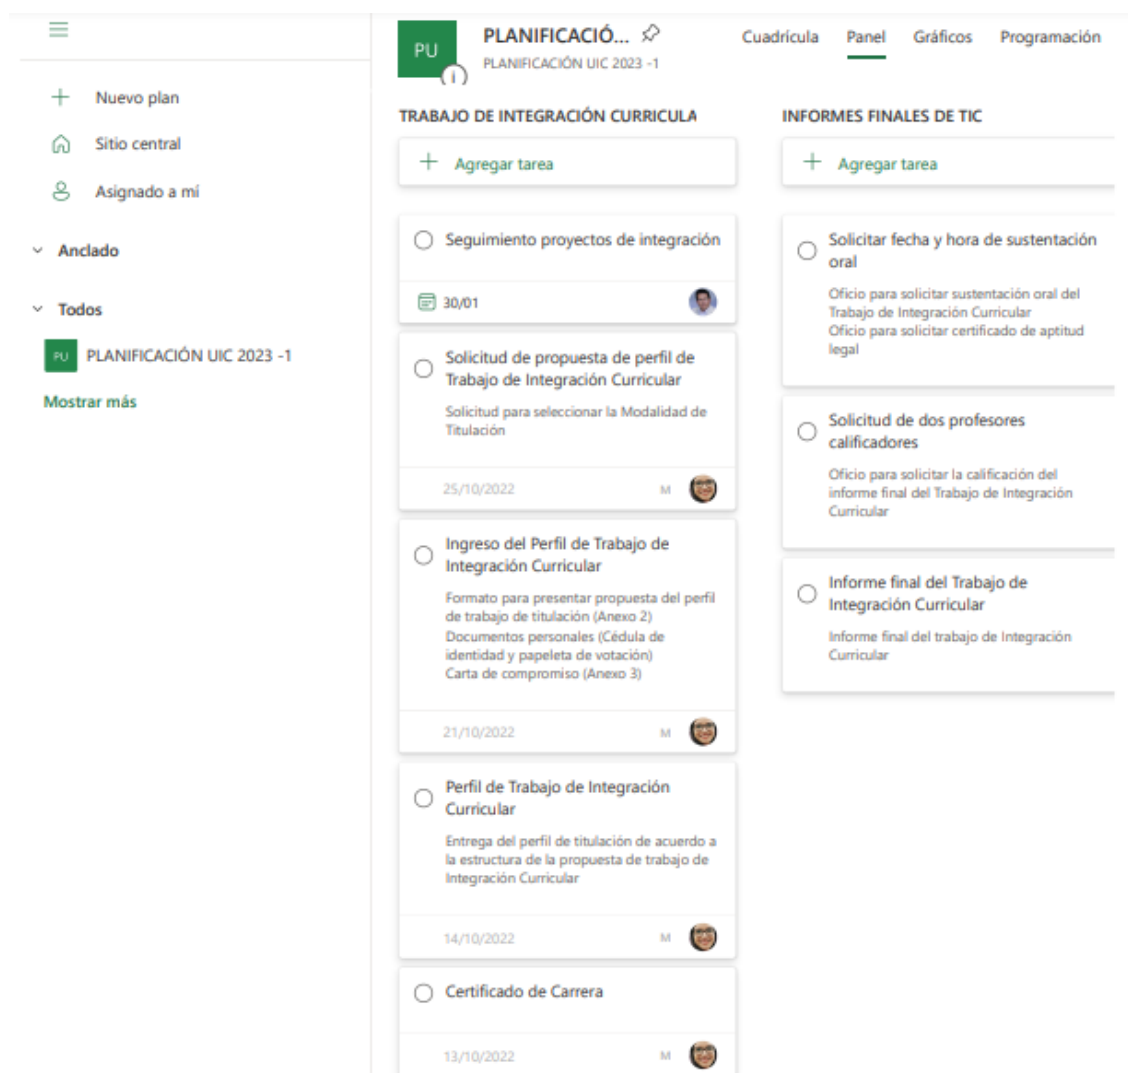 Nuevo plan
Sitio central
Asignado a mí
Anclado
Todos
PU PLANIFICACIÓN UIC 2023 -1
Mostrar más
PU
PLANIFICACIÓ...
PLANIFICACIÓN UIC 2023 -1
Cuadrícula Panel Gráficos Programación
TRABAJO DE INTEGRACIÓN CURRICULA
Agregar tarea
Seguimiento proyectos de integración
30/01
Solicitud de propuesta de perfil de
Trabajo de Integración Curricular
Solicitud para seleccionar la Modalidad de
Titulación
25/10/2022 M
Ingreso del Perfil de Trabajo de
Integración Curricular
Formato para presentar propuesta del perfil
de trabajo de titulación (Anexo 2)
Documentos personales (Cédula de
identidad y papeleta de votación)
Carta de compromiso (Anexo 3)
21/10/2022 M
Perfil de Trabajo de Integración
Curricular
Entrega del perfil de titulación de acuerdo a
la estructura de la propuesta de trabajo de
Integración Curricular
14/10/2022 M
Certificado de Carrera
13/10/2022 M
INFORMES FINALES DE TIC
Agregar tarea
Solicitar fecha y hora de sustentación
oral
Oficio para solicitar sustentación oral del
Trabajo de Integración Curricular
Oficio para solicitar certificado de aptitud
legal
Solicitud de dos profesores
calificadores
Oficio para solicitar la calificación del
informe final del Trabajo de Integración
Curricular
Informe final del Trabajo de
Integración Curricular
Informe final del trabajo de Integración
Curricular